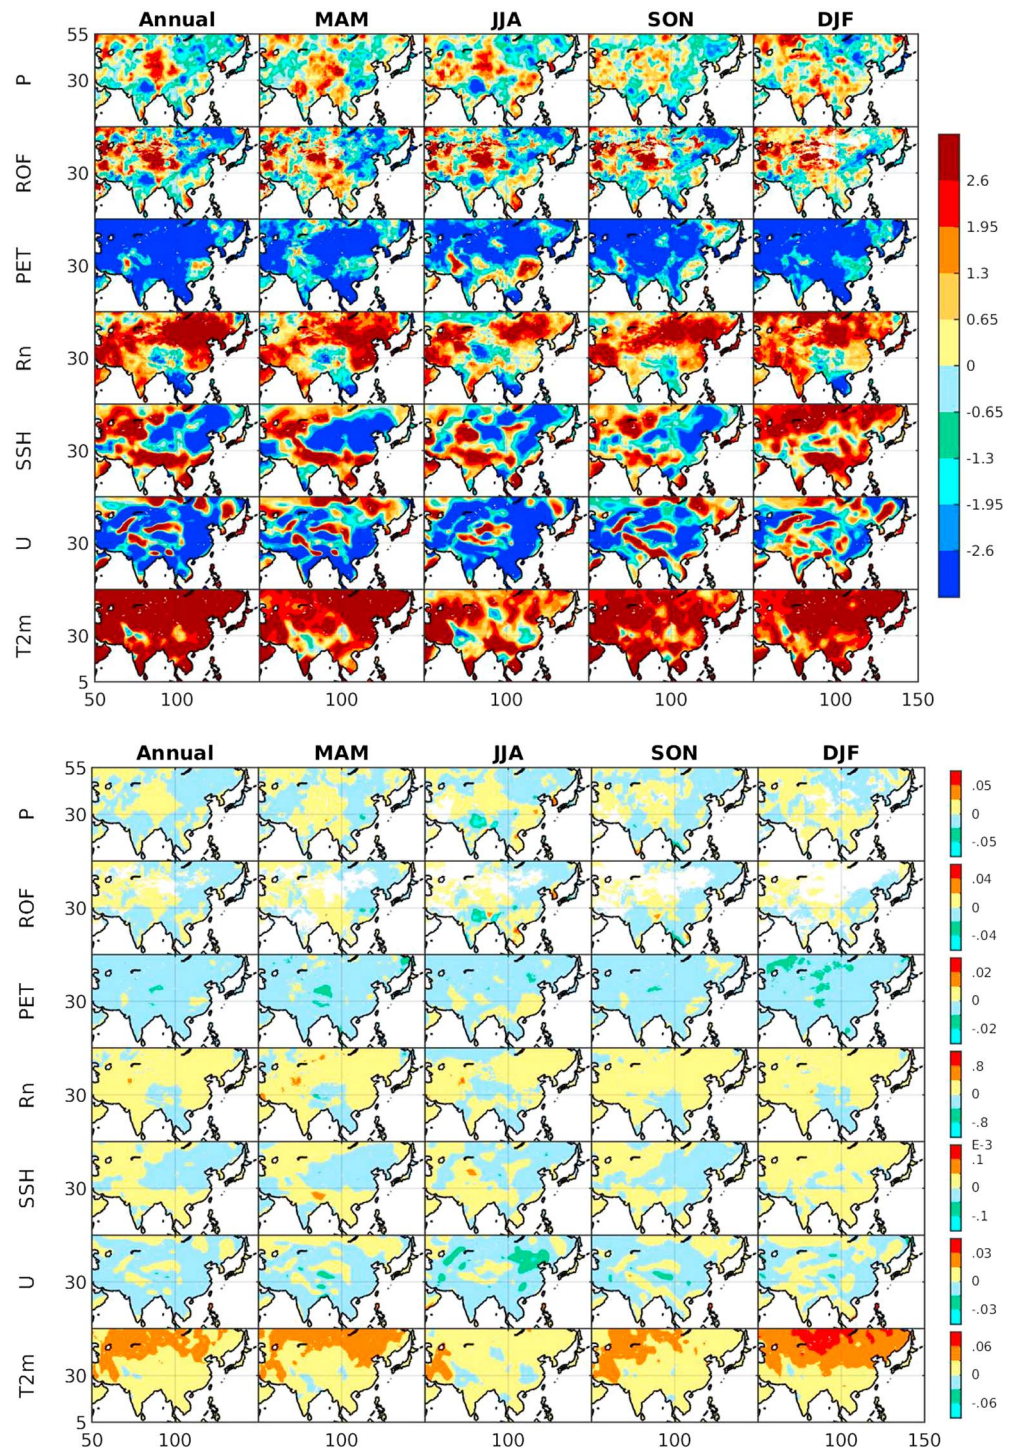 Annual MAM JJA SON DJF
55
P
30
ROF
30
2.6
1.95
PET
30
1.3
0.65
Rn
30
0
-0.65
SSH
30
-1.3
-1.95
U
30
-2.6
T2m
30
5
50 100 100 100 100 100 150
Annual MAM JJA SON DJF
55
P
30
.05
0
-.05
ROF
30
.04
0
-.04
PET
30
.02
0
-.02
Rn
30
.8
0
-.8
E-3
SSH
30
.1
0
-.1
U
30
.03
0
-.03
T2m
30
.06
0
-.06
5
50 100 100 100 100 100 150